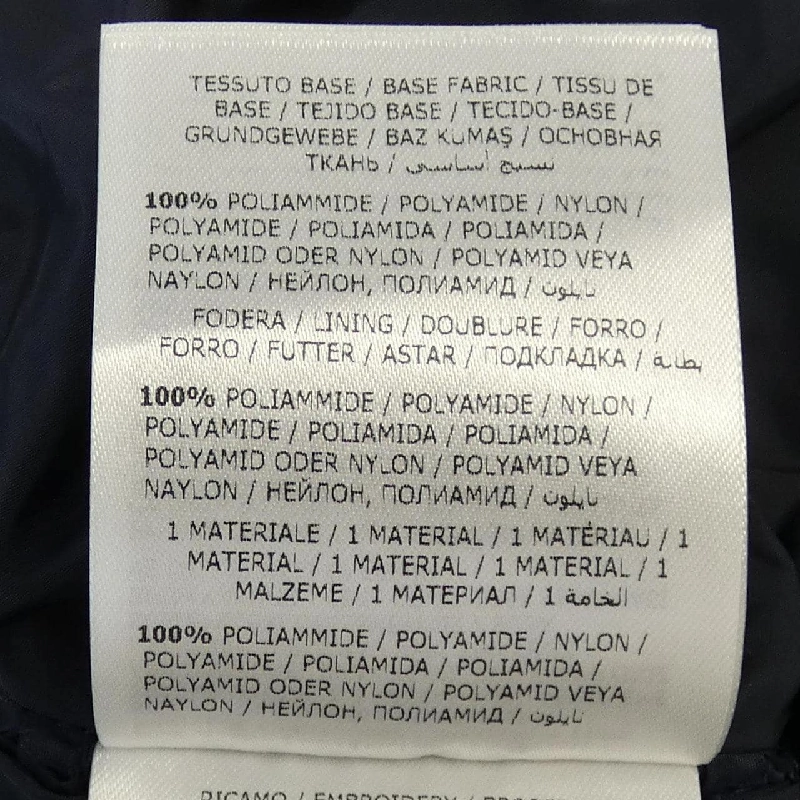 TESSUTO BASE / BASE FABRIC / TISSU DE
BASE / TEJIDO BASE / TECIDO-BASE /
GRUNDGEWEBE / BAZ KUMAŞ / ОСНОВНАЯ
ТКАНЬ / نسيج أساسي
100% POLIAMMIDE / POLYAMIDE / NYLON /
POLYAMIDE / POLIAMIDA / POLIAMIDA /
POLYAMID ODER NYLON / POLYAMID VEYA
NAYLON / НЕЙЛОН, ПОЛИАМИД / نايلون
FODERA / LINING / DOUBLURE / FORRO /
FORRO / FUTTER / ASTAR / ПОДКЛАДКА / بطانة
100% POLIAMMIDE / POLYAMIDE / NYLON /
POLYAMIDE / POLIAMIDA / POLIAMIDA /
POLYAMID ODER NYLON / POLYAMID VEYA
NAYLON / НЕЙЛОН, ПОЛИАМИД / نايلون
1 MATERIALE / 1 MATERIAL / 1 MATÉRIAU / 1
MATERIAL / 1 MATERIAL / 1 MATERIAL / 1
MALZEME / 1 МАТЕРИАЛ / 1 الخامة
100% POLIAMMIDE / POLYAMIDE / NYLON /
POLYAMIDE / POLIAMIDA / POLIAMIDA /
POLYAMID ODER NYLON / POLYAMID VEYA
NAYLON / НЕЙЛОН, ПОЛИАМИД / نايلون
RICAMO / EMBROIDERY /